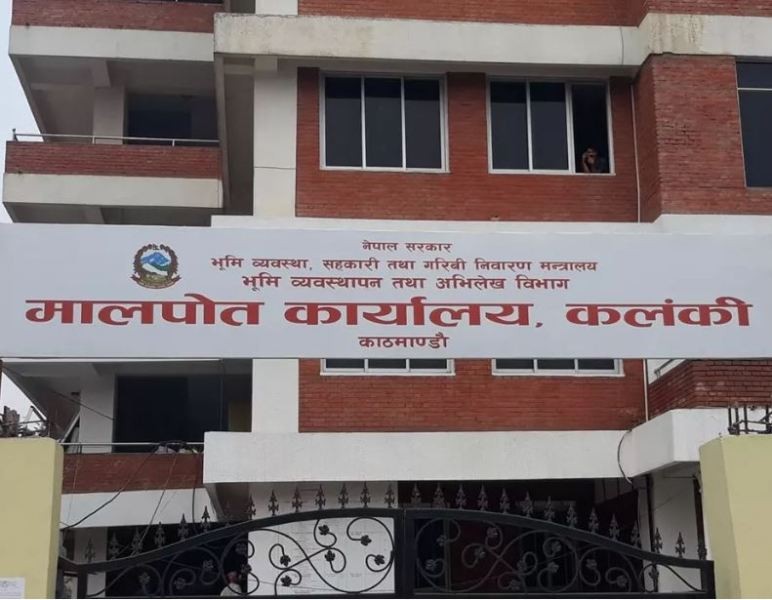 नेपाल सरकार
भूमि व्यवस्था, सहकारी तथा गरिबी निवारण मन्त्रालय
भूमि व्यवस्थापन तथा अभिलेख विभाग
मालपोत कार्यालय, कलंकी
काठमाण्डौ